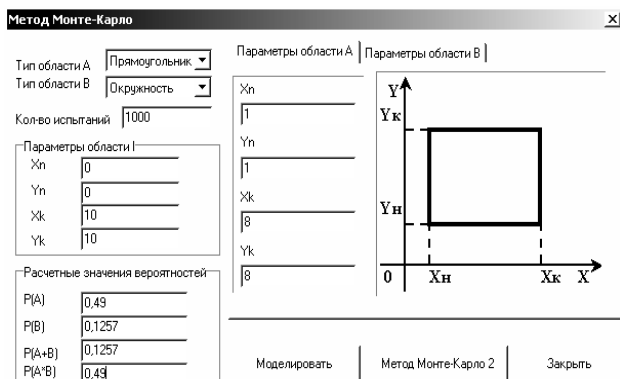 Метод Монте-Карло
Тип области A Прямоугольник
Тип области B Окружность
Кол-во испытаний 1000
Параметры области I
Xn 0
Yn 0
Xk 10
Yk 10
Расчетные значения вероятностей
P(A) 0,49
P(B) 0,1257
P(A+B) 0,1257
P(A*B) 0,49
Параметры области A
Параметры области B
Xn
1
Yn
1
Xk
8
Yk
8
Y
Yк
Yн
0 Xн Xк X
Моделировать
Метод Монте-Карло 2
Закрыть